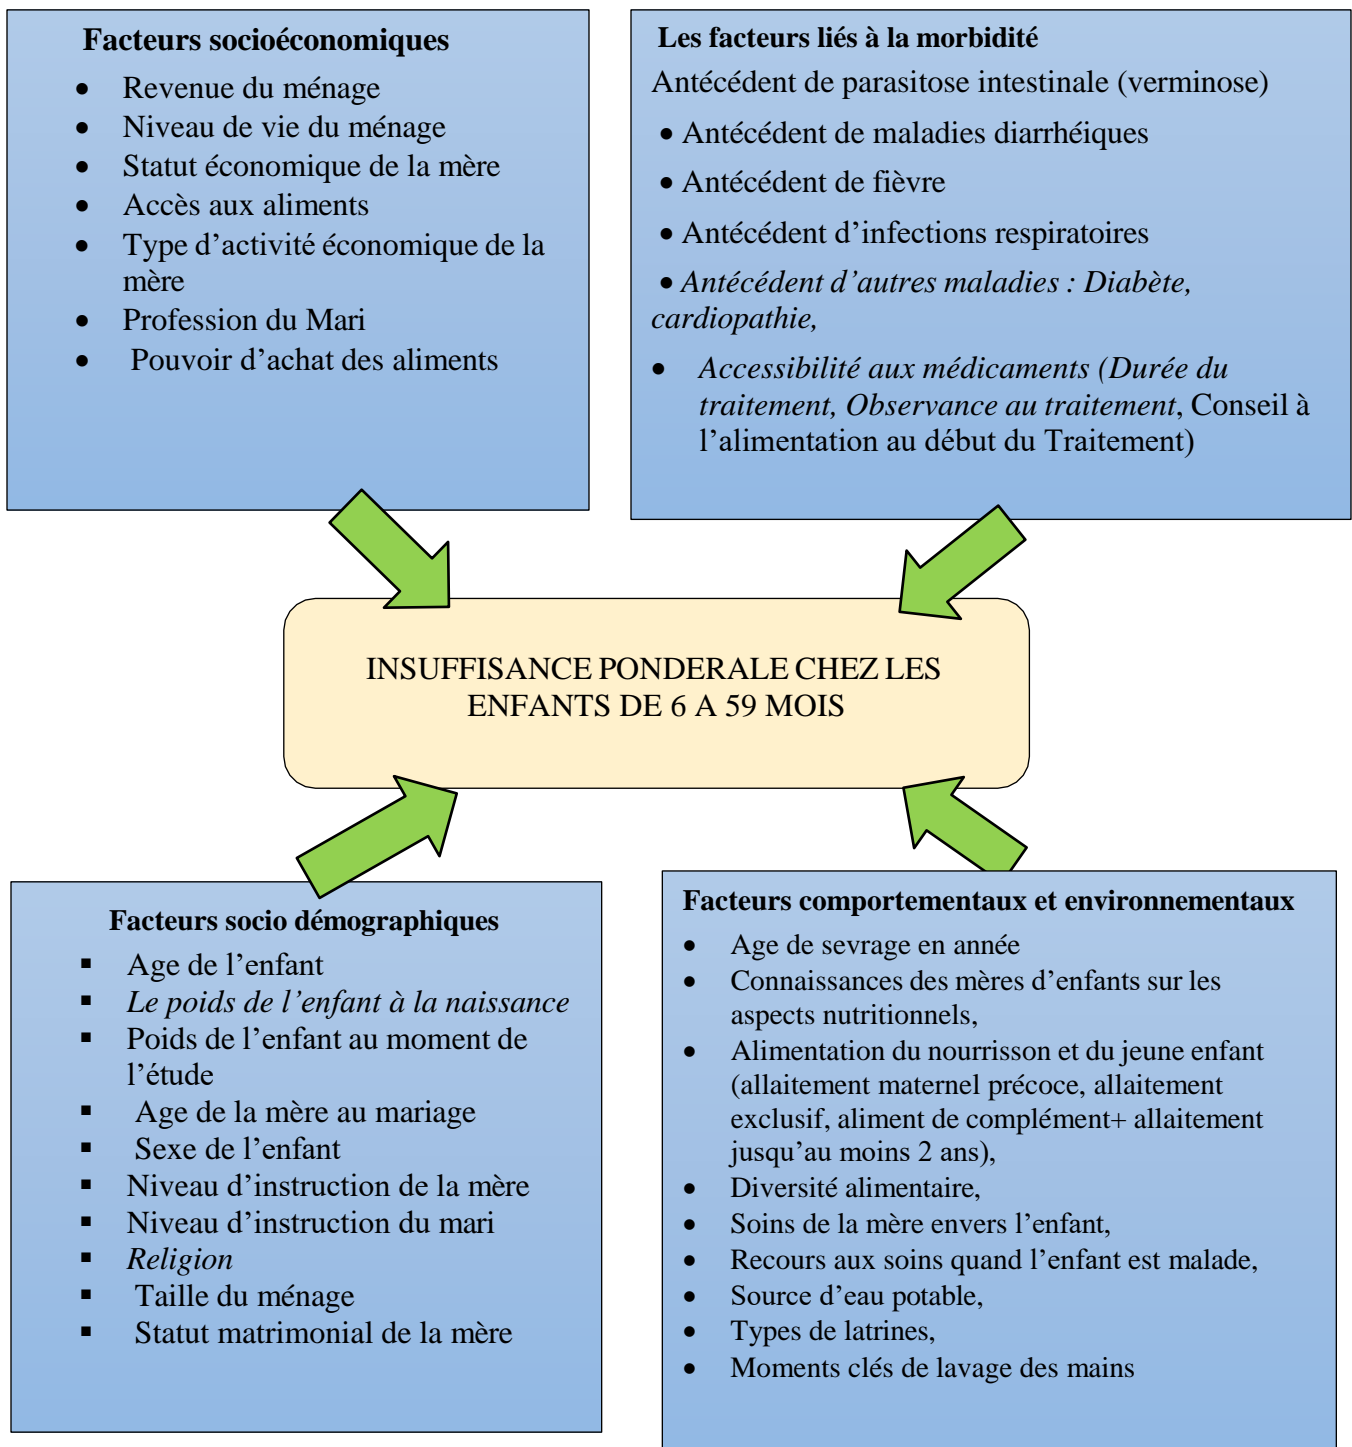 Facteurs socioéconomiques
• Revenue du ménage
• Niveau de vie du ménage
• Statut économique de la mère
• Accès aux aliments
• Type d’activité économique de la
mère
• Profession du Mari
• Pouvoir d’achat des aliments
Les facteurs liés à la morbidité
Antécédent de parasitose intestinale (verminose)
• Antécédent de maladies diarrhéiques
• Antécédent de fièvre
• Antécédent d’infections respiratoires
• Antécédent d’autres maladies : Diabète,
cardiopathie,
• Accessibilité aux médicaments (Durée du
traitement, Observance au traitement, Conseil à
l’alimentation au début du Traitement)
INSUFFISANCE PONDERALE CHEZ LES
ENFANTS DE 6 A 59 MOIS
Facteurs socio démographiques
▪ Age de l’enfant
▪ Le poids de l’enfant à la naissance
▪ Poids de l’enfant au moment de
l’étude
▪ Age de la mère au mariage
▪ Sexe de l’enfant
▪ Niveau d’instruction de la mère
▪ Niveau d’instruction du mari
▪ Religion
▪ Taille du ménage
▪ Statut matrimonial de la mère
Facteurs comportementaux et environnementaux
• Age de sevrage en année
• Connaissances des mères d’enfants sur les
aspects nutritionnels,
• Alimentation du nourrisson et du jeune enfant
(allaitement maternel précoce, allaitement
exclusif, aliment de complément+ allaitement
jusqu’au moins 2 ans),
• Diversité alimentaire,
• Soins de la mère envers l’enfant,
• Recours aux soins quand l’enfant est malade,
• Source d’eau potable,
• Types de latrines,
• Moments clés de lavage des mains